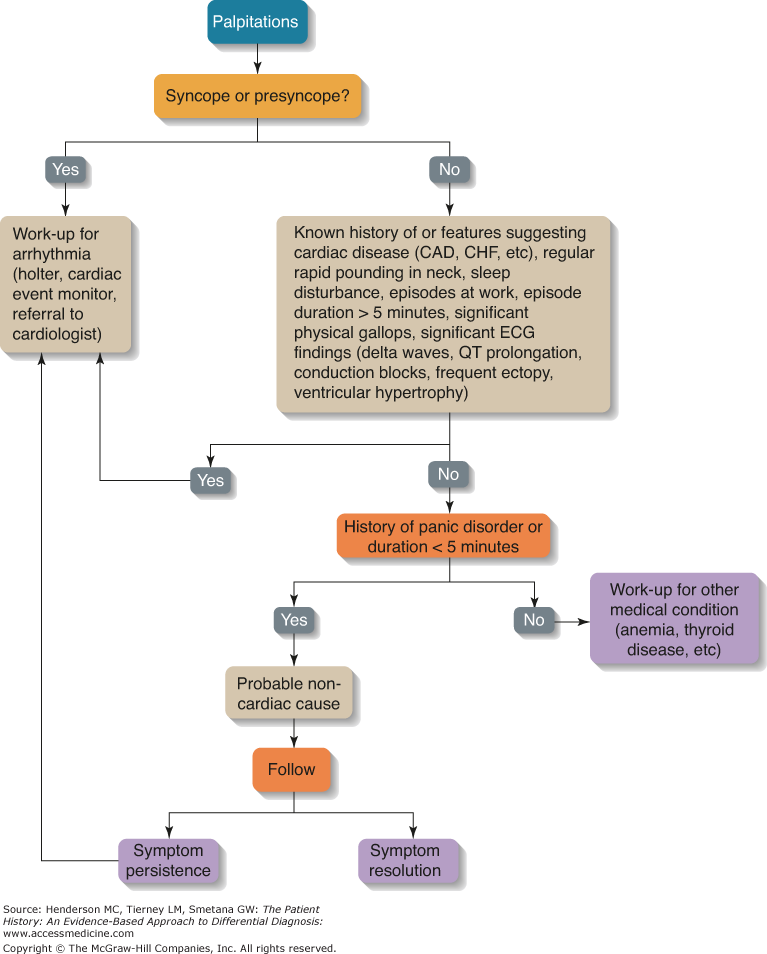 Palpitations
Syncope or presyncope?
Yes
No
Work-up for
arrhythmia
(holter, cardiac
event monitor,
referral to
cardiologist)
Known history of or features suggesting
cardiac disease (CAD, CHF, etc), regular
rapid pounding in neck, sleep
disturbance, episodes at work, episode
duration > 5 minutes, significant
physical gallops, significant ECG
findings (delta waves, QT prolongation,
conduction blocks, frequent ectopy,
ventricular hypertrophy)
Yes
No
History of panic disorder or
duration < 5 minutes
Yes
No
Work-up for other
medical condition
(anemia, thyroid
disease, etc)
Probable non-
cardiac cause
Follow
Symptom
persistence
Symptom
resolution
Source: Henderson MC, Tierney LM, Smetana GW: The Patient
History: An Evidence-Based Approach to Differential Diagnosis:
www.accessmedicine.com
Copyright © The McGraw-Hill Companies, Inc. All rights reserved.